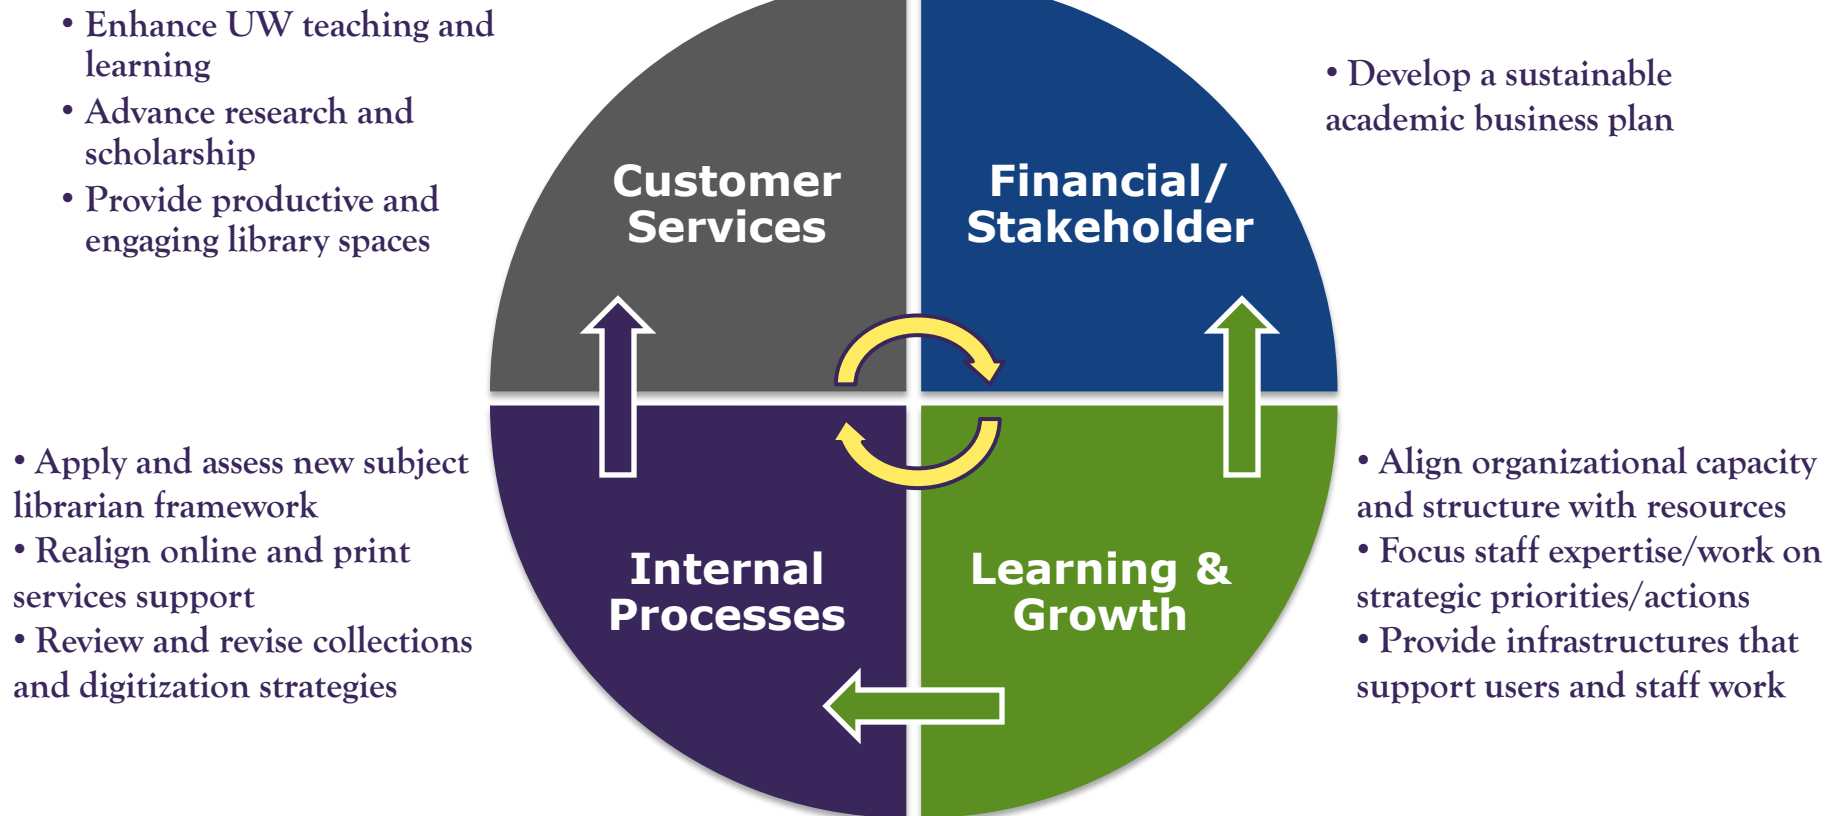 • Enhance UW teaching and
learning
• Advance research and
scholarship
• Provide productive and
engaging library spaces
Customer
Services
Financial/
Stakeholder
• Develop a sustainable
academic business plan
• Apply and assess new subject
librarian framework
• Realign online and print
services support
• Review and revise collections
and digitization strategies
Internal
Processes
Learning &
Growth
• Align organizational capacity
and structure with resources
• Focus staff expertise/work on
strategic priorities/actions
• Provide infrastructures that
support users and staff work